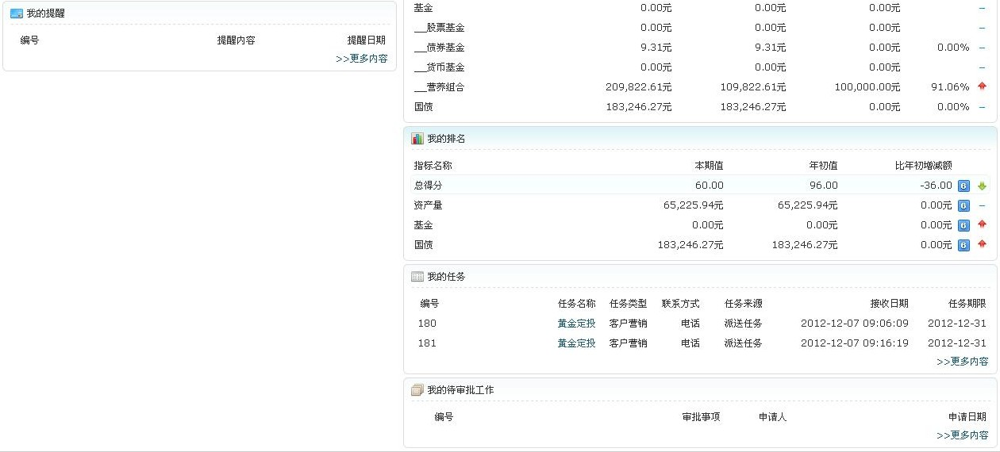 我的提醒
编号 提醒内容 提醒日期
>>更多内容
基金 0.00元 0.00元 0.00元 –
__股票基金 0.00元 0.00元 0.00元 –
__债券基金 9.31元 9.31元 0.00元 0.00% –
__货币基金 0.00元 0.00元 0.00元 –
__营养组合 209,822.61元 109,822.61元 100,000.00元 91.06%
国债 183,246.27元 183,246.27元 0.00元 0.00% –
我的排名
指标名称 本期值 年初值 比年初增减额
总得分 60.00 96.00 -36.00 6
资产量 65,225.94元 65,225.94元 0.00元 6 –
基金 0.00元 0.00元 0.00元 6
国债 183,246.27元 183,246.27元 0.00元 6
我的任务
编号 任务名称 任务类型 联系方式 任务来源 接收日期 任务期限
180 黄金定投 客户营销 电话 派送任务 2012-12-07 09:06:09 2012-12-31
181 黄金定投 客户营销 电话 派送任务 2012-12-07 09:16:19 2012-12-31
>>更多内容
我的待审批工作
编号 审批事项 申请人 申请日期
>>更多内容